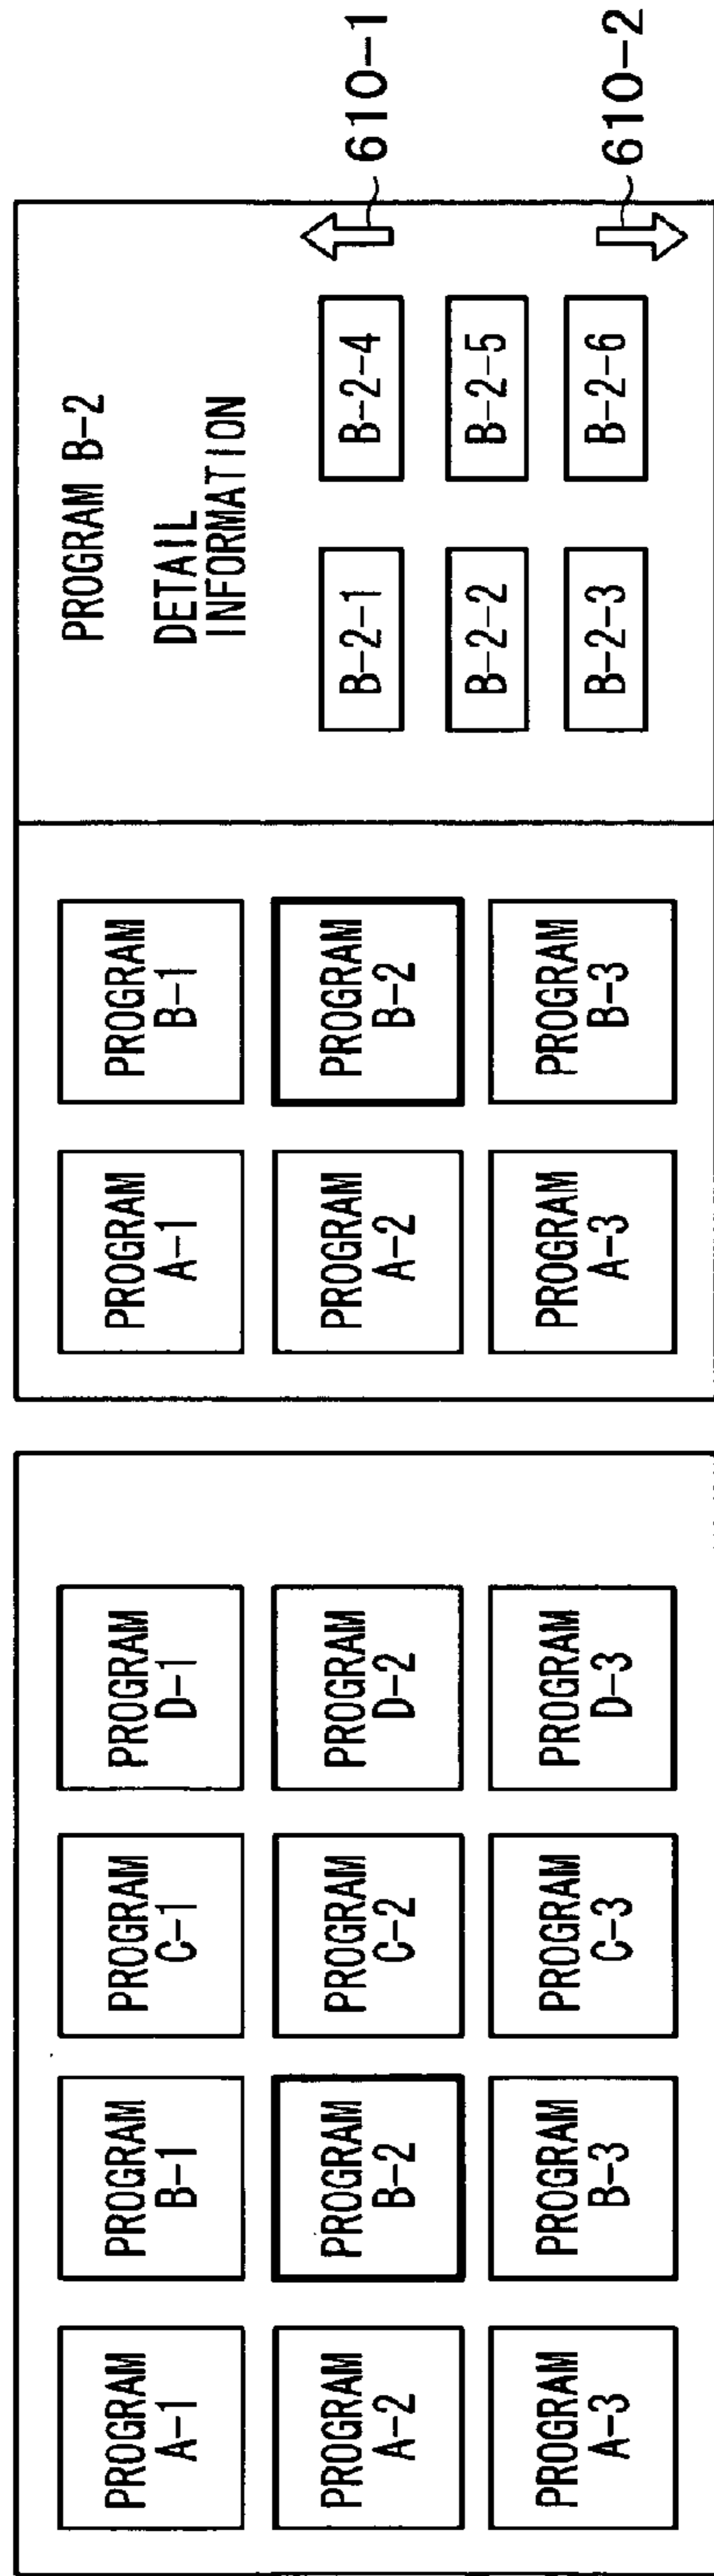 PROGRAM
A-1
PROGRAM
B-1
PROGRAM
C-1
PROGRAM
D-1
PROGRAM
A-2
PROGRAM
B-2
PROGRAM
C-2
PROGRAM
D-2
PROGRAM
A-3
PROGRAM
B-3
PROGRAM
C-3
PROGRAM
D-3
PROGRAM
A-1
PROGRAM
B-1
PROGRAM
A-2
PROGRAM
B-2
PROGRAM
A-3
PROGRAM
B-3
PROGRAM B-2
DETAIL
INFORMATION
B-2-1
B-2-4
B-2-2
B-2-5
B-2-3
B-2-6
610-1
610-2